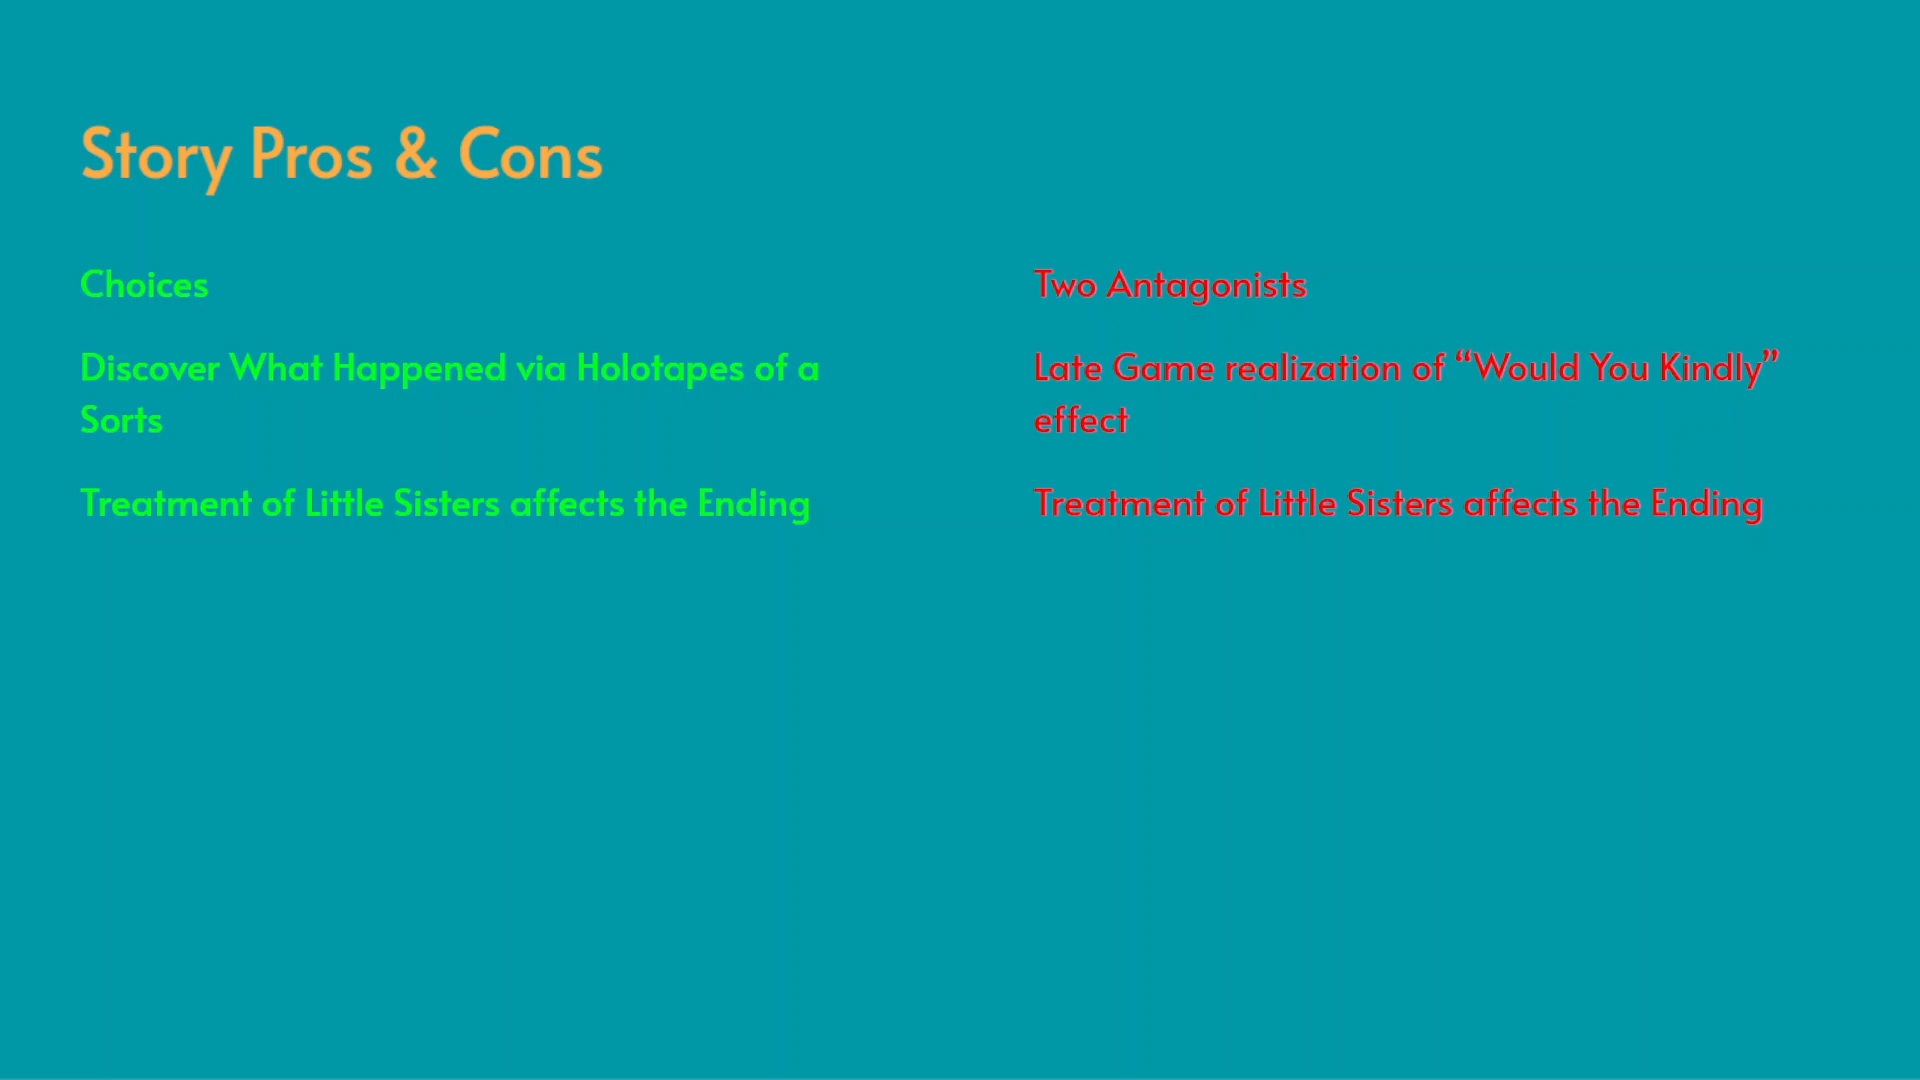 Story Pros & Cons
Choices
Discover What Happened via Holotapes of a
Sorts
Treatment of Little Sisters affects the Ending
Two Antagonists
Late Game realization of “Would You Kindly”
effect
Treatment of Little Sisters affects the Ending